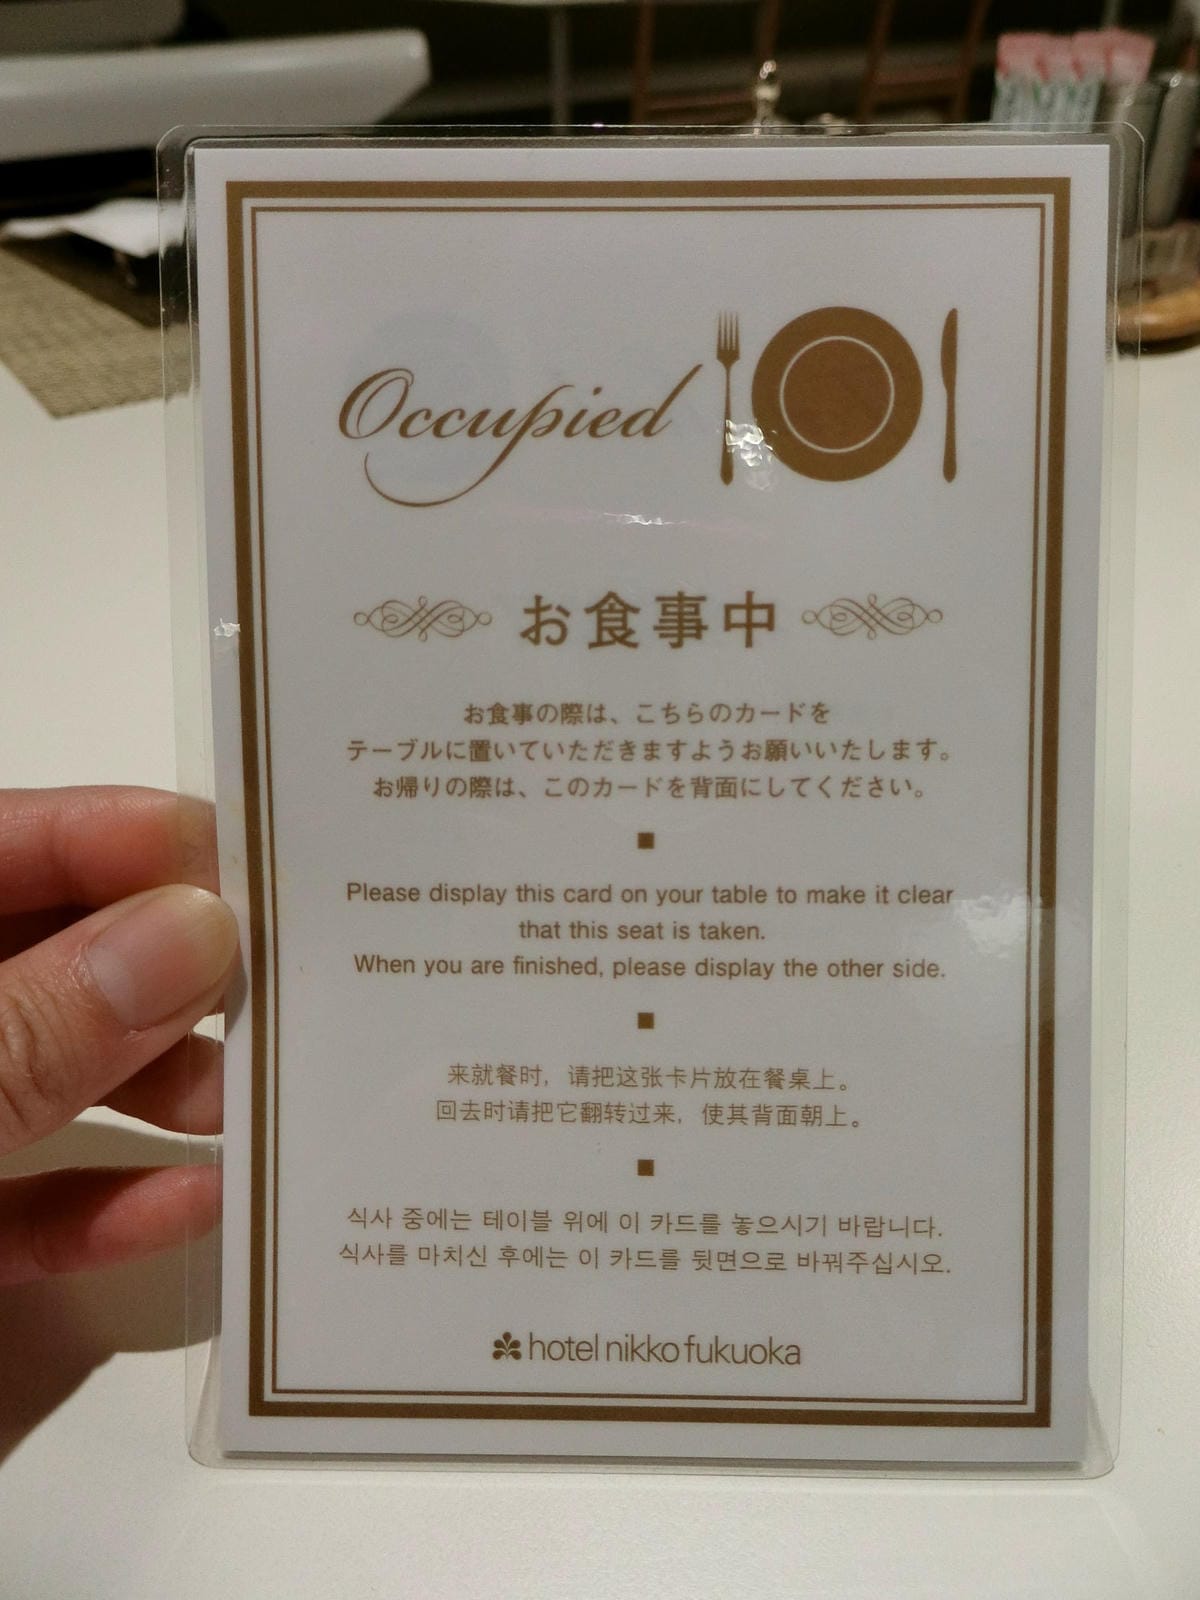 Occupied
お食事中
お食事の際は、こちらのカードを
テーブルに置いていただきますようお願いいたします。
お帰りの際は、このカードを背面にしてください。
Please display this card on your table to make it clear
that this seat is taken.
When you are finished, please display the other side.
来就餐时，请把这张卡片放在餐桌上。
回去时请把它翻转过来，使其背面朝上。
식사 중에는 테이블 위에 이 카드를 놓으시기 바랍니다.
식사를 마치신 후에는 이 카드를 뒷면으로 바꿔주십시오.
hotel nikko fukuoka